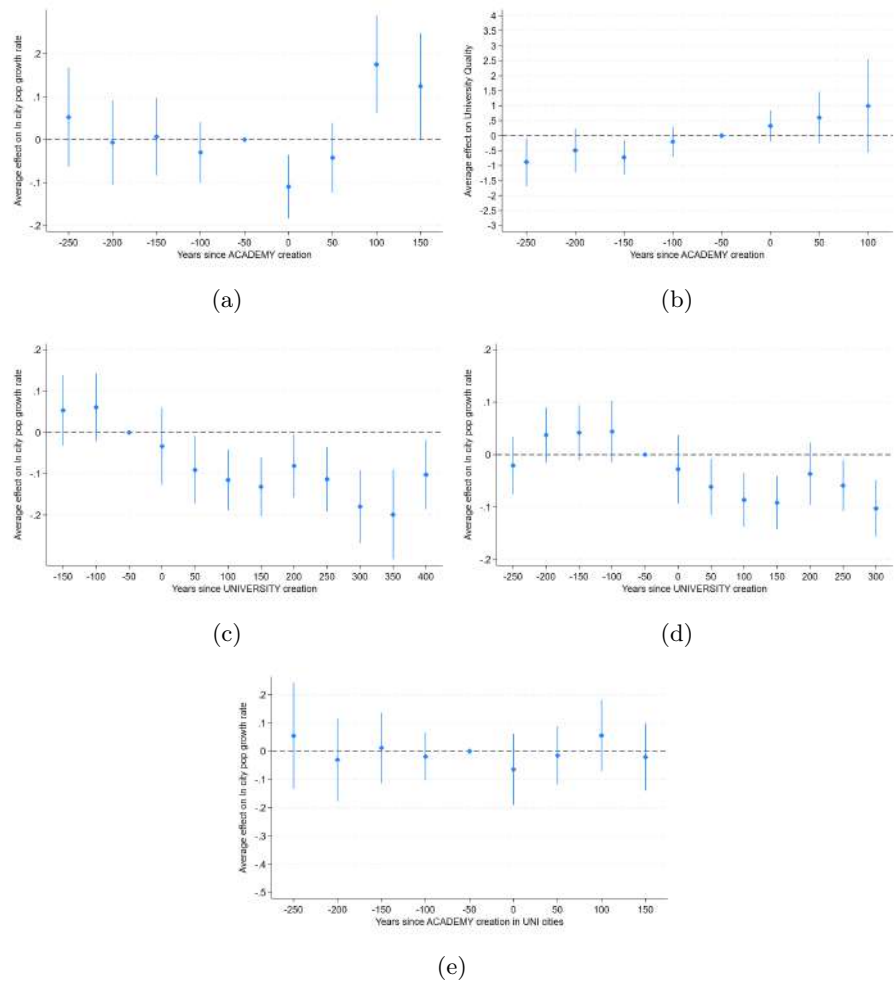 Average effect on ln city pop growth rate
.2
.1
0
-.1
-.2
-250 -200 -150 -100 -50 0 50 100 150
Years since ACADEMY creation
(a)
Average effect on University Quality
4
3.5
3
2.5
2
1.5
1
.5
0
-.5
-1
-1.5
-2
-2.5
-3
-250 -200 -150 -100 -50 0 50 100
Years since ACADEMY creation
(b)
Average effect on ln city pop growth rate
.2
.1
0
-.1
-.2
-150 -100 -50 0 50 100 150 200 250 300 350 400
Years since UNIVERSITY creation
(c)
Average effect on ln city pop growth rate
.2
.1
0
-.1
-.2
-250 -200 -150 -100 -50 0 50 100 150 200 250 300
Years since UNIVERSITY creation
(d)
Average effect on ln city pop growth rate
.2
.1
0
-.1
-.2
-.3
-.4
-.5
-250 -200 -150 -100 -50 0 50 100 150
Years since ACADEMY creation in UNI cities
(e)